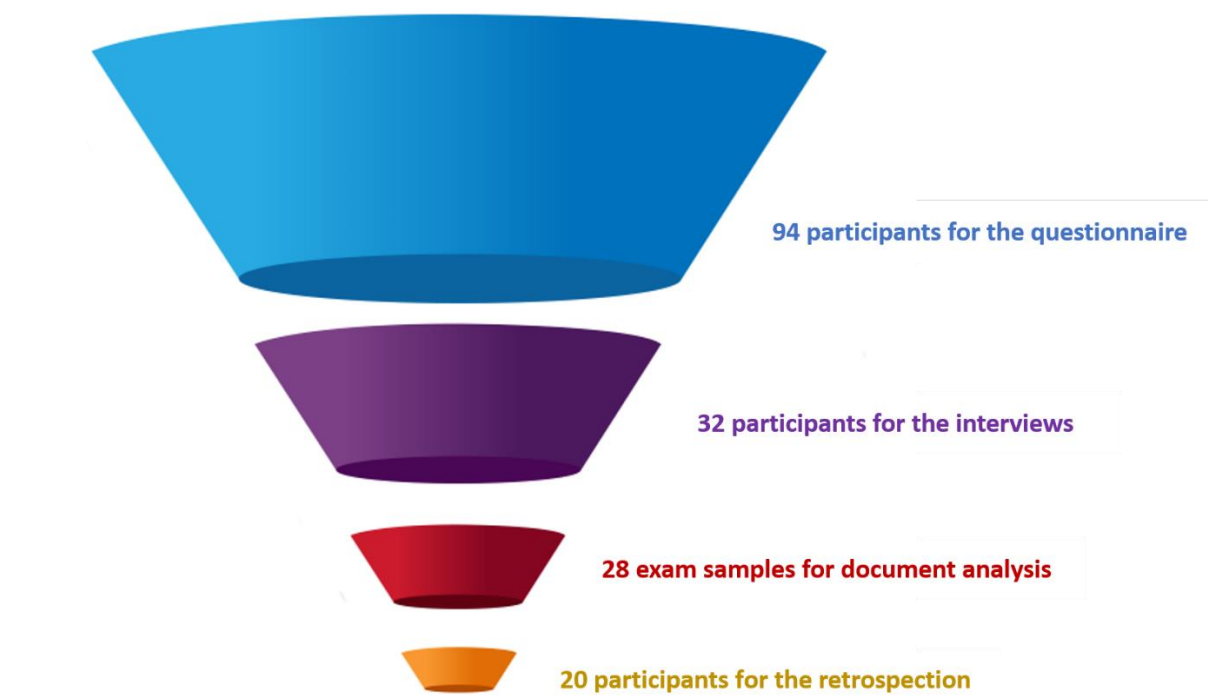 94 participants for the questionnaire
32 participants for the interviews
28 exam samples for document analysis
20 participants for the retrospection